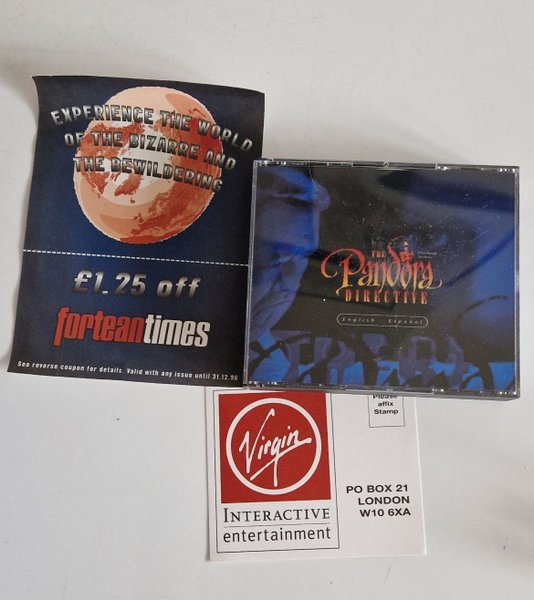 EXPERIENCE THE WORLD
OF THE BIZARRE AND
THE BEWILDERING
£1.25 off
forteantimes
See reverse coupon for details. Valid with any issue until 31.12.96
THE
Pandora
DIRECTIVE
English - Español
Please
affix
Stamp
Virgin
INTERACTIVE
entertainment
PO BOX 21
LONDON
W10 6XA